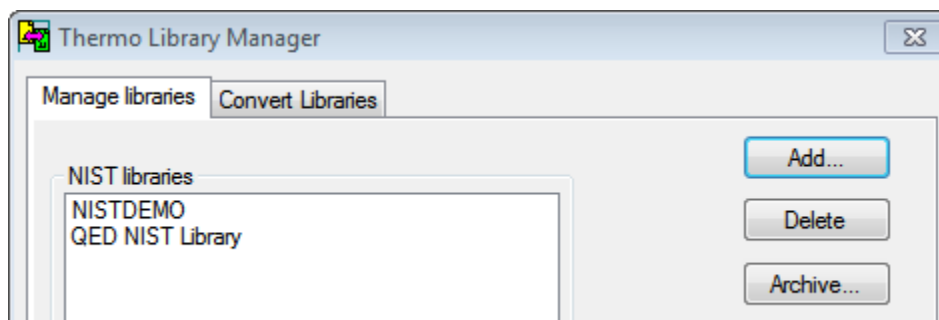 Thermo Library Manager
Manage libraries Convert Libraries
Add...
NIST libraries
NISTDEMO
Delete
QED NIST Library
Archive...